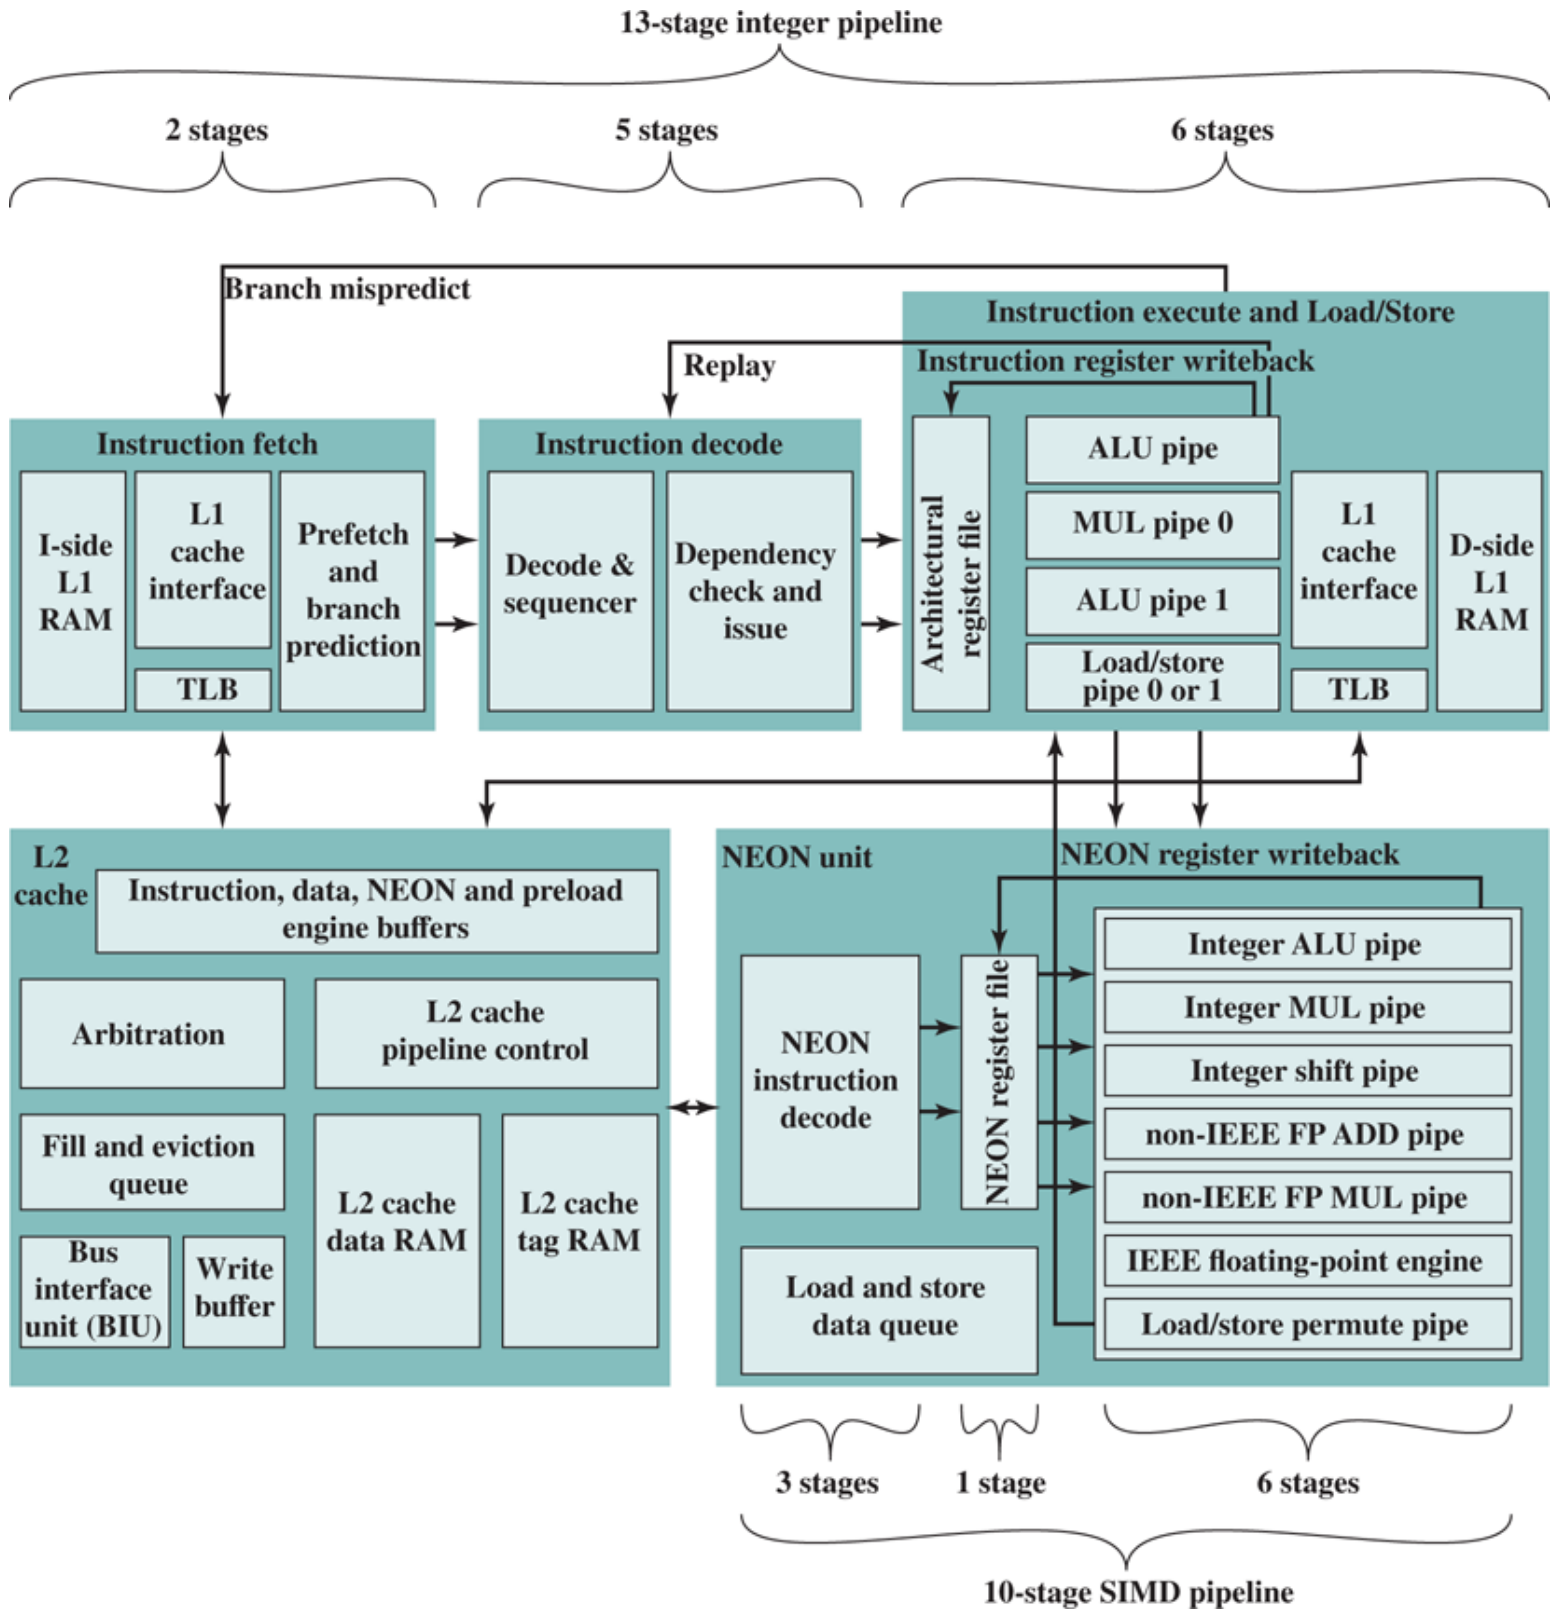 13-stage integer pipeline
2 stages
5 stages
6 stages
Branch mispredict
Instruction execute and Load/Store
Replay
Instruction register writeback
Instruction fetch
I-side
L1
RAM
L1
cache
interface
TLB
Prefetch
and
branch
prediction
Instruction decode
Decode &
sequencer
Dependency
check and
issue
Architectural
register file
ALU pipe
MUL pipe 0
ALU pipe 1
Load/store
pipe 0 or 1
L1
cache
interface
TLB
D-side
L1
RAM
L2
cache
Instruction, data, NEON and preload
engine buffers
Arbitration
L2 cache
pipeline control
Fill and eviction
queue
L2 cache
data RAM
L2 cache
tag RAM
Bus
interface
unit (BIU)
Write
buffer
NEON unit
NEON register writeback
NEON
instruction
decode
NEON register file
Integer ALU pipe
Integer MUL pipe
Integer shift pipe
non-IEEE FP ADD pipe
non-IEEE FP MUL pipe
IEEE floating-point engine
Load/store permute pipe
Load and store
data queue
3 stages
1 stage
6 stages
10-stage SIMD pipeline